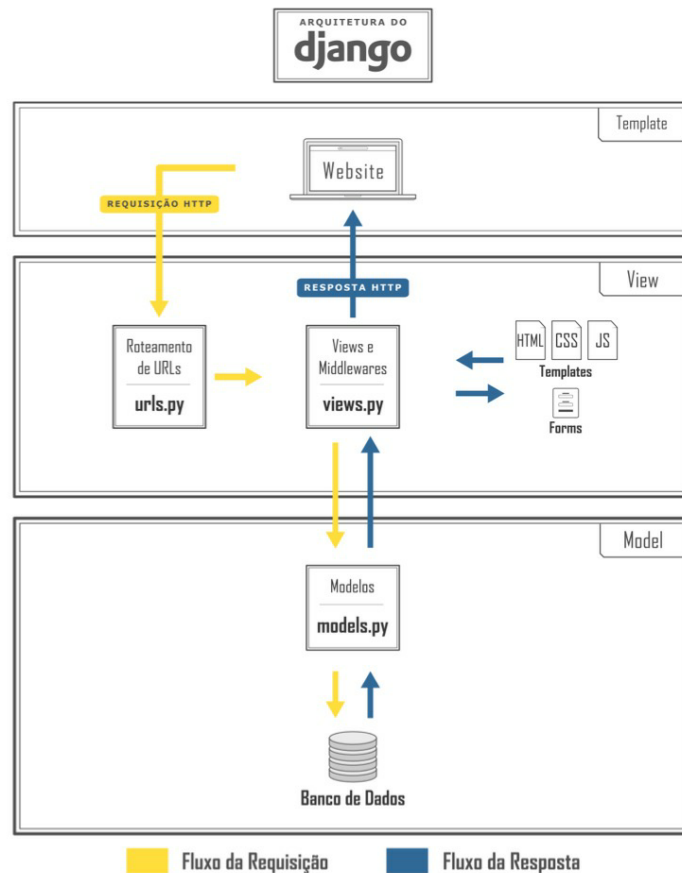 ARQUITETURA DO
django
Template
Website
REQUISIÇÃO HTTP
View
RESPOSTA HTTP
Roteamento
de URLs
urls.py
Views e
Middlewares
views.py
HTML CSS JS
Templates
Forms
Model
Modelos
models.py
Banco de Dados
Fluxo da Requisição Fluxo da Resposta